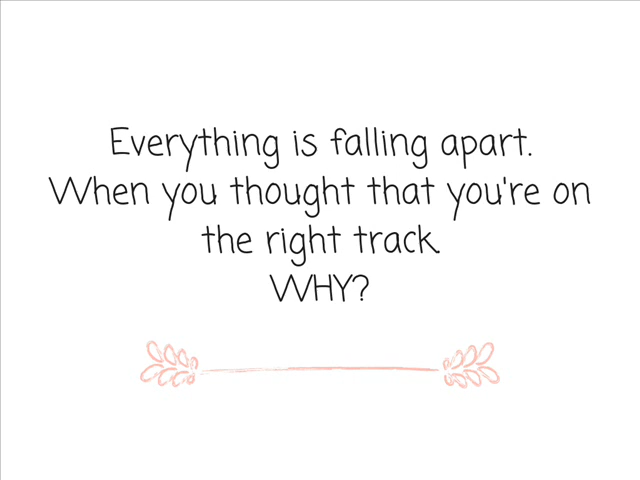 Everything is falling apart.
When you thought that you're on
the right track.
WHY?